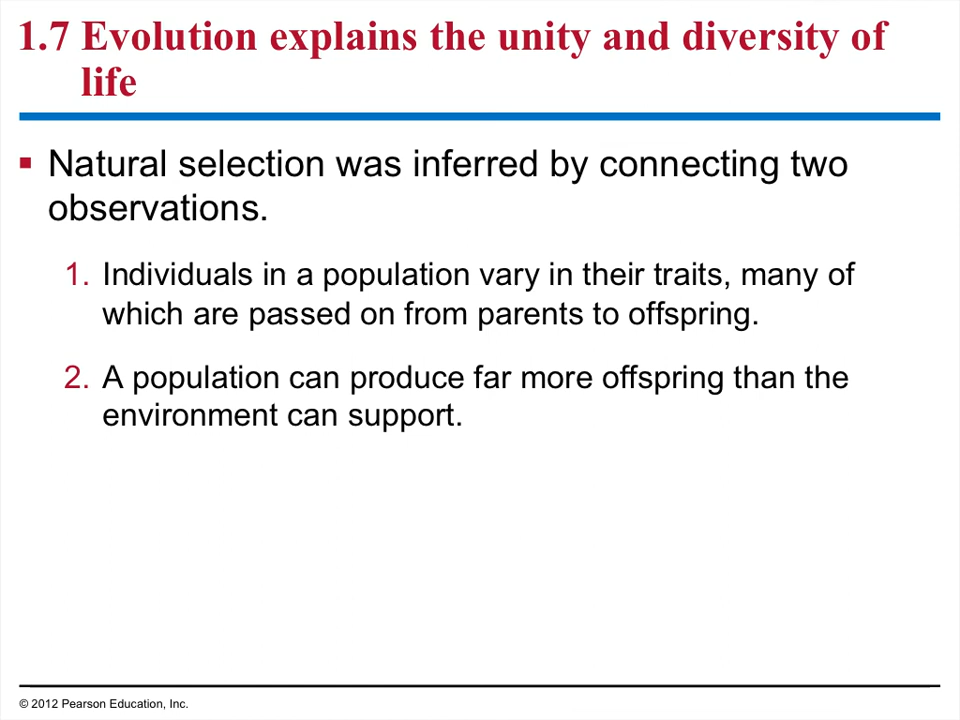 1.7 Evolution explains the unity and diversity of
life
▪ Natural selection was inferred by connecting two
observations.
1. Individuals in a population vary in their traits, many of
which are passed on from parents to offspring.
2. A population can produce far more offspring than the
environment can support.
© 2012 Pearson Education, Inc.